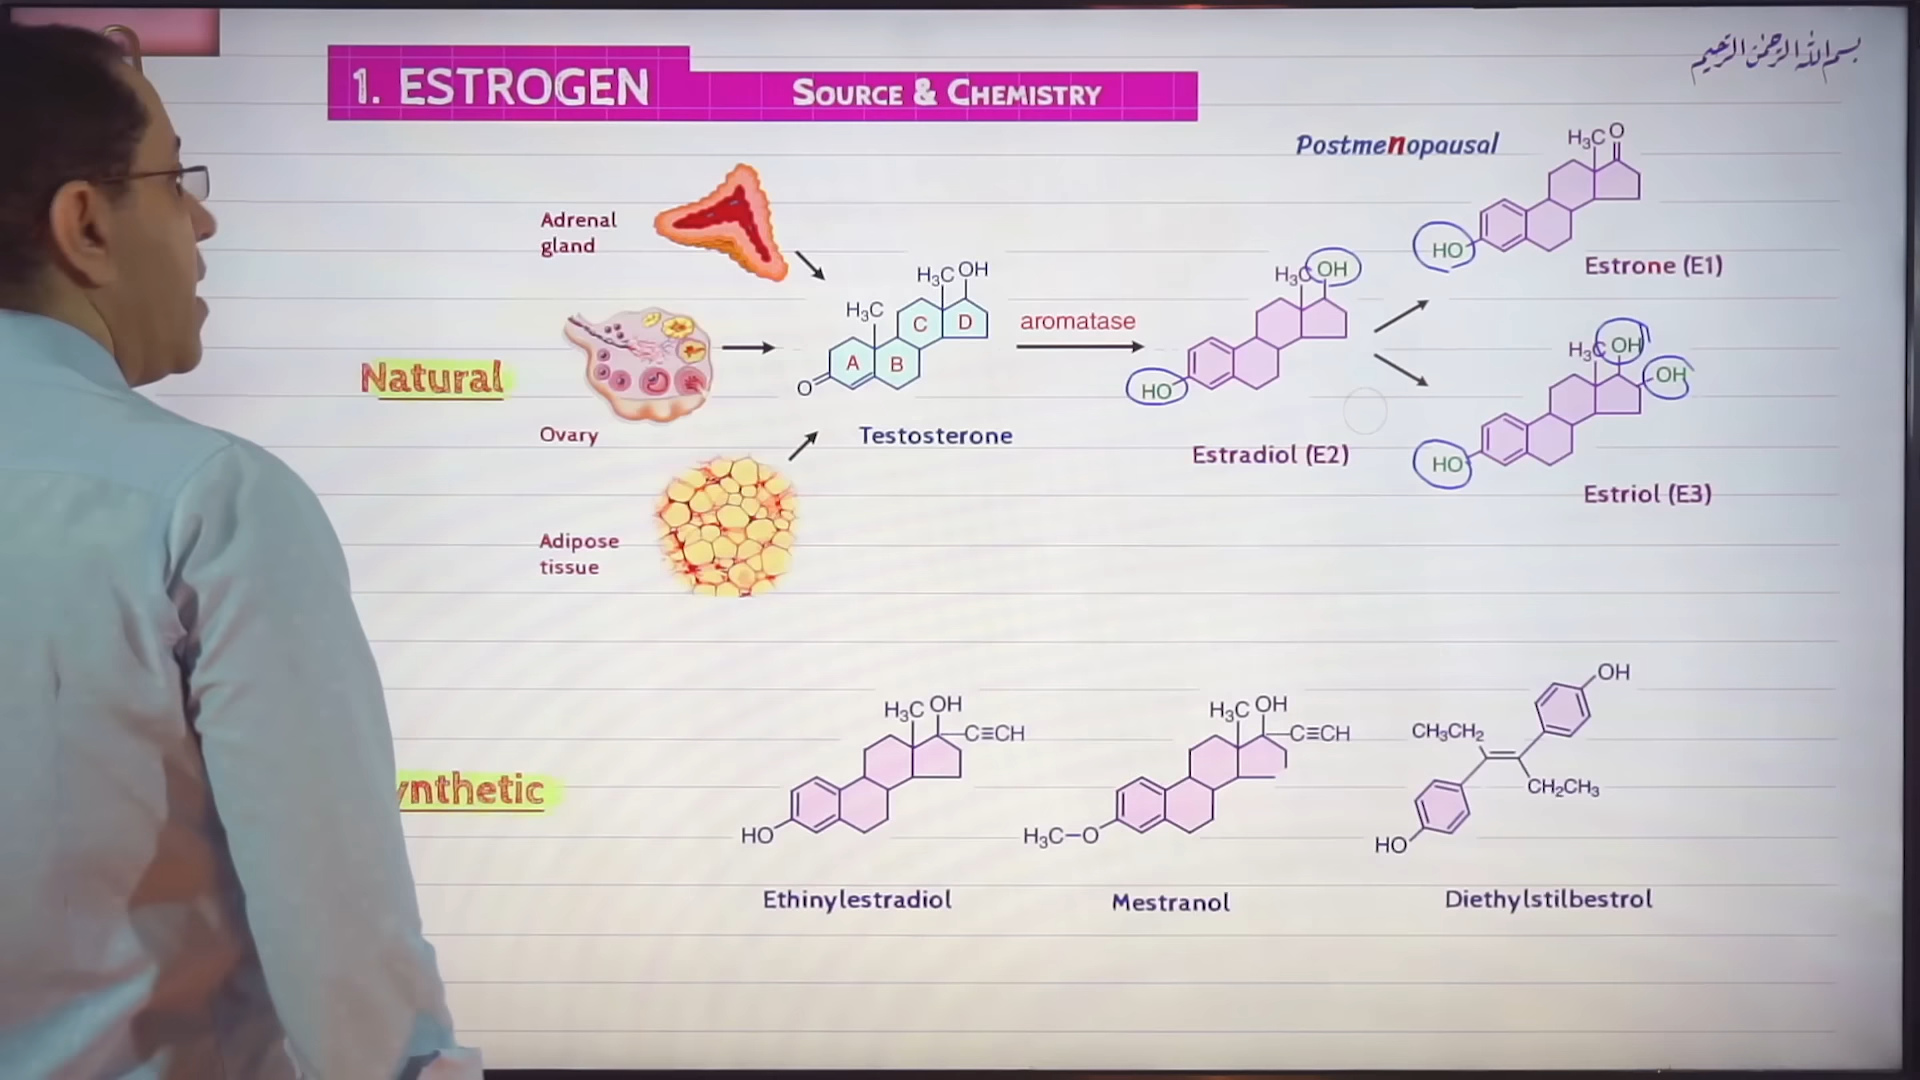 بسم الله الرحمن الرحيم
1. ESTROGEN
SOURCE & CHEMISTRY
Postmenopausal
H₃C O
HO
Estrone (E1)
Adrenal
gland
H₃C OH
H₃C
A B C D
O
Testosterone
aromatase
H₃C OH
HO
Estradiol (E2)
H₃C OH
OH
HO
Estriol (E3)
Natural
Ovary
Adipose
tissue
ynthetic
H₃C OH
C≡CH
HO
Ethinylestradiol
H₃C OH
C≡CH
H₃C–O
Mestranol
OH
CH₃CH₂
CH₂CH₃
HO
Diethylstilbestrol